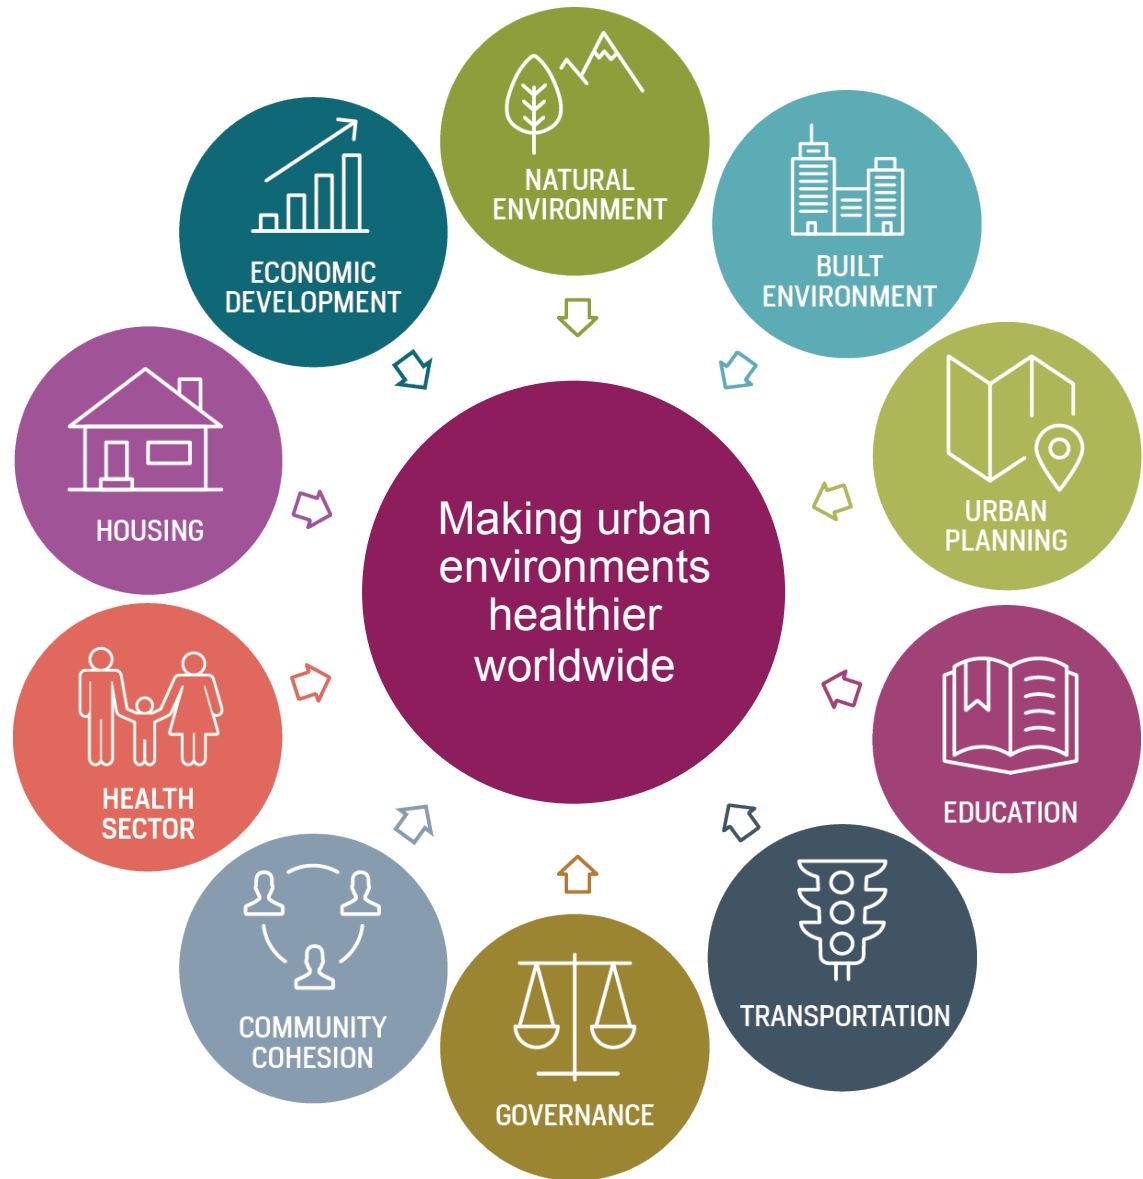 NATURAL
ENVIRONMENT
BUILT
ENVIRONMENT
URBAN
PLANNING
EDUCATION
TRANSPORTATION
GOVERNANCE
COMMUNITY
COHESION
HEALTH
SECTOR
HOUSING
ECONOMIC
DEVELOPMENT
Making urban
environments
healthier
worldwide